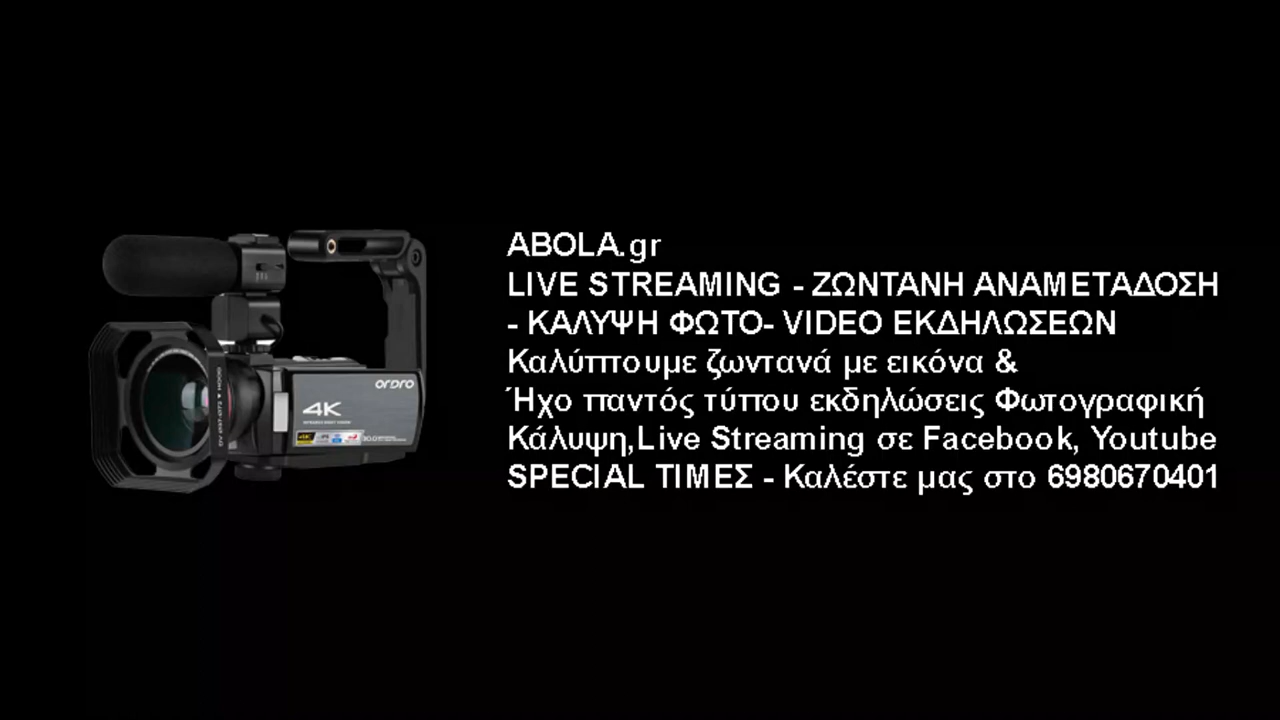 ABOLA.gr
LIVE STREAMING - ΖΩΝΤΑΝΗ ΑΝΑΜΕΤΑΔΟΣΗ
- ΚΑΛΥΨΗ ΦΩΤΟ- VIDEO ΕΚΔΗΛΩΣΕΩΝ
Καλύπτουμε ζωντανά με εικόνα &
Ήχο παντός τύπου εκδηλώσεις Φωτογραφική
Κάλυψη,Live Streaming σε Facebook, Youtube
SPECIAL TIMEΣ - Καλέστε μας στο 6980670401
ORDRO
4K